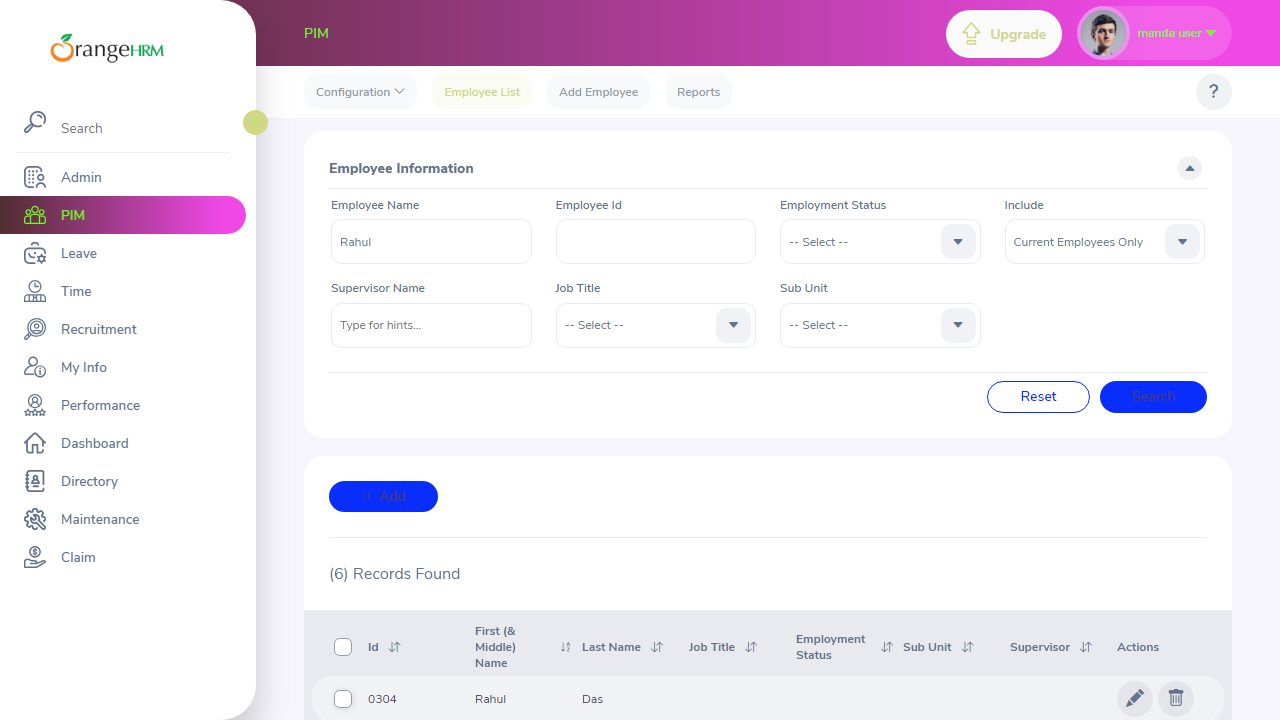 OrangeHRM
PIM
Upgrade
manda user
Configuration
Employee List
Add Employee
Reports
?
Search
Admin
PIM
Leave
Time
Recruitment
My Info
Performance
Dashboard
Directory
Maintenance
Claim
Employee Information
Employee Name
Employee Id
Employment Status
Include
Rahul
-- Select --
Current Employees Only
Supervisor Name
Job Title
Sub Unit
Type for hints...
-- Select --
-- Select --
Reset
Search
+ Add
(6) Records Found
Id
First (& Middle) Name
Last Name
Job Title
Employment Status
Sub Unit
Supervisor
Actions
0304
Rahul
Das